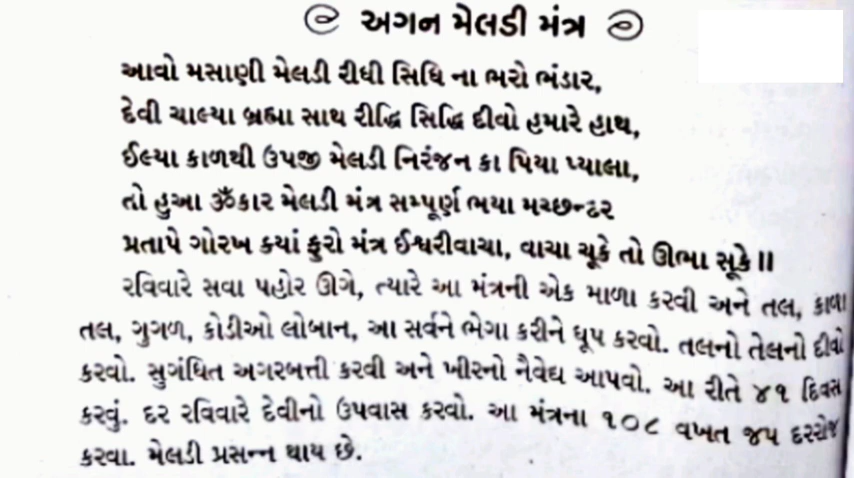 અગન મેલડી મંત્ર
આવો મસાણી મેલડી રીધી સિધિ ના ભરો ભંડાર,
દેવી ચાલ્યા બ્રહ્મા સાથ રીદ્ધિ સિદ્ધિ દીવો હમારે હાથ,
ઈલ્યા કાળથી ઉપજી મેલડી નિરંજન કા પિયા પ્યાલા,
તો હુઆ ૐકાર મેલડી મંત્ર સમ્પૂર્ણ ભયા મચ્છન્દર
પ્રતાપે ગોરખ કયાં ફુરો મંત્ર ઈશ્વરીવાચા, વાચા ચૂકે તો ઊભા સૂકે॥
રવિવારે સવા પહોર ઊગે, ત્યારે આ મંત્રની એક માળા કરવી અને તલ, કાળા
તલ, ગુગળ, કોડીઓ લોબાન, આ સર્વને ભેગા કરીને ધૂપ કરવો. તલનો તેલનો દીવો
કરવો. સુગંધિત અગરબત્તી કરવી અને ખીરનો નૈવેદ્ય આપવો. આ રીતે ૪૧ દિવસ
કરવું. દર રવિવારે દેવીનો ઉપવાસ કરવો. આ મંત્રના ૧૦૮ વખત જપ દરરોજ
કરવા. મેલડી પ્રસન્ન થાય છે.